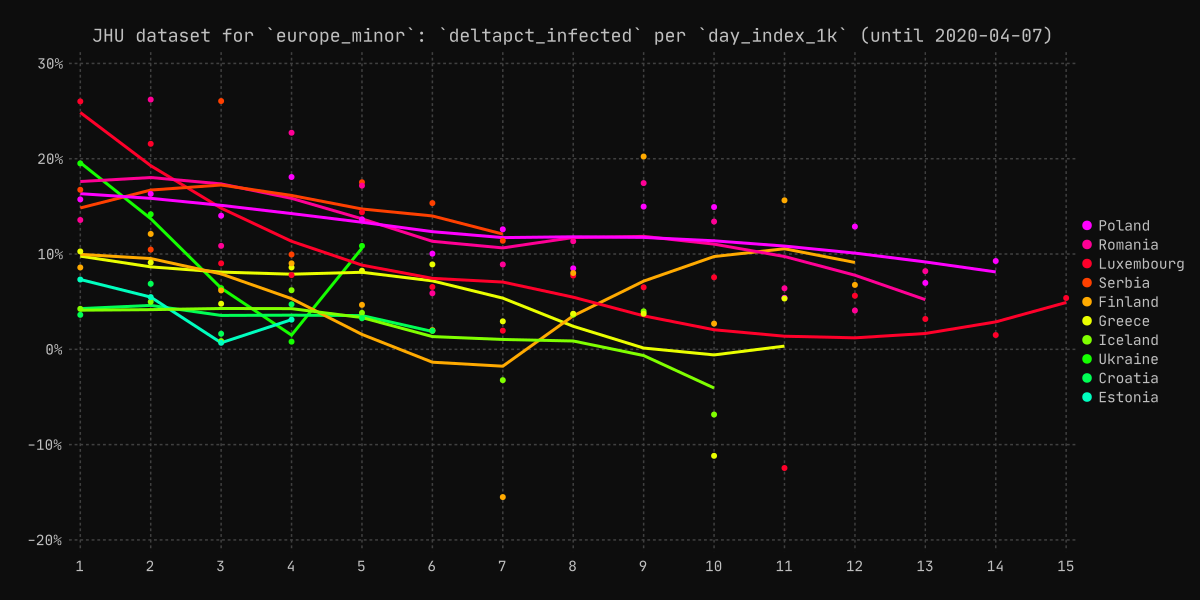 JHU dataset for `europe_minor`: `deltapct_infected` per `day_index_1k` (until 2020-04-07)
30%
20%
10%
0%
-10%
-20%
1 2 3 4 5 6 7 8 9 10 11 12 13 14 15
Poland
Romania
Luxembourg
Serbia
Finland
Greece
Iceland
Ukraine
Croatia
Estonia